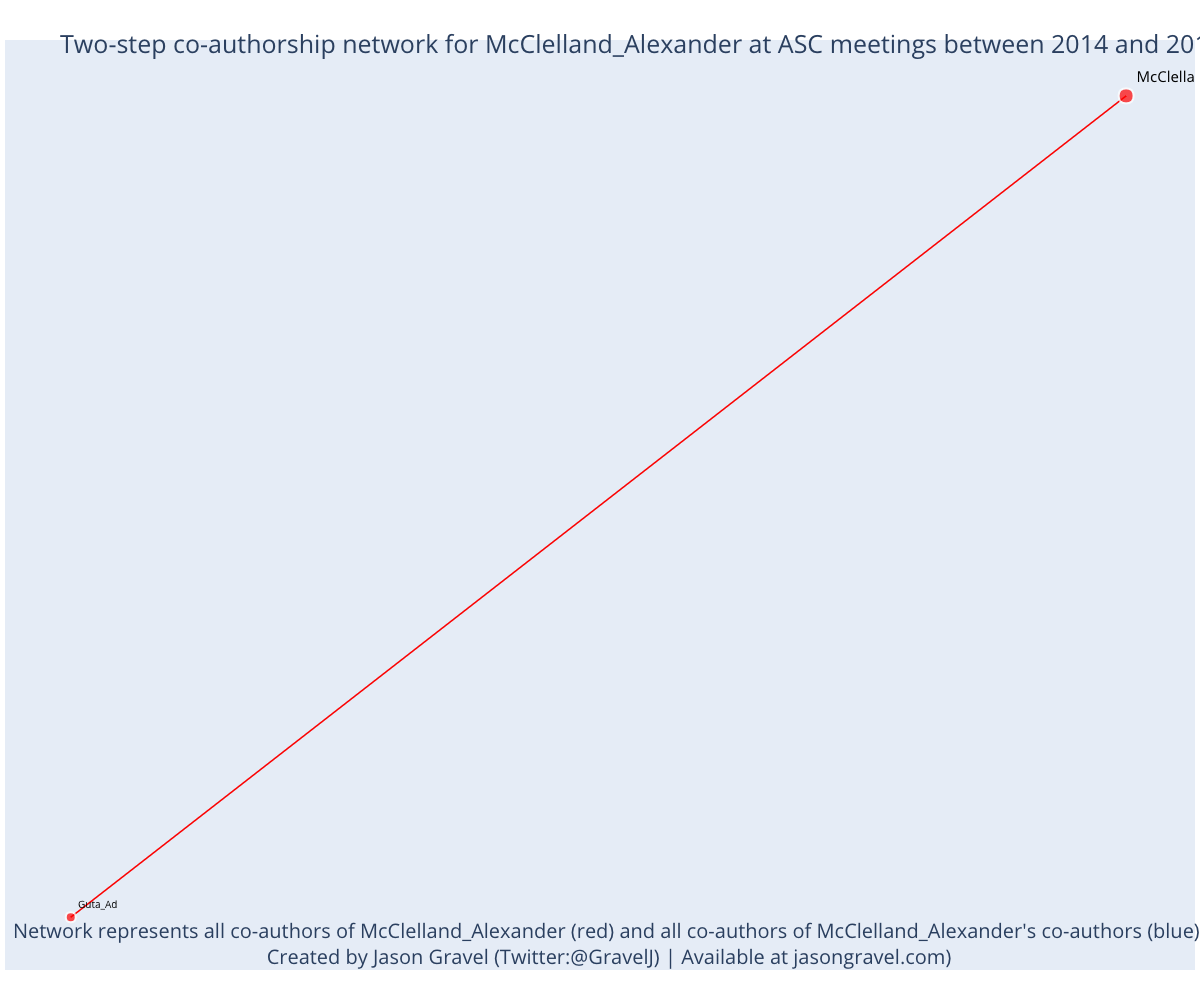 Two-step co-authorship network for McClelland_Alexander at ASC meetings between 2014 and 201
McClella
Guta_Ad
Network represents all co-authors of McClelland_Alexander (red) and all co-authors of McClelland_Alexander's co-authors (blue)
Created by Jason Gravel (Twitter:@GravelJ) | Available at jasongravel.com)